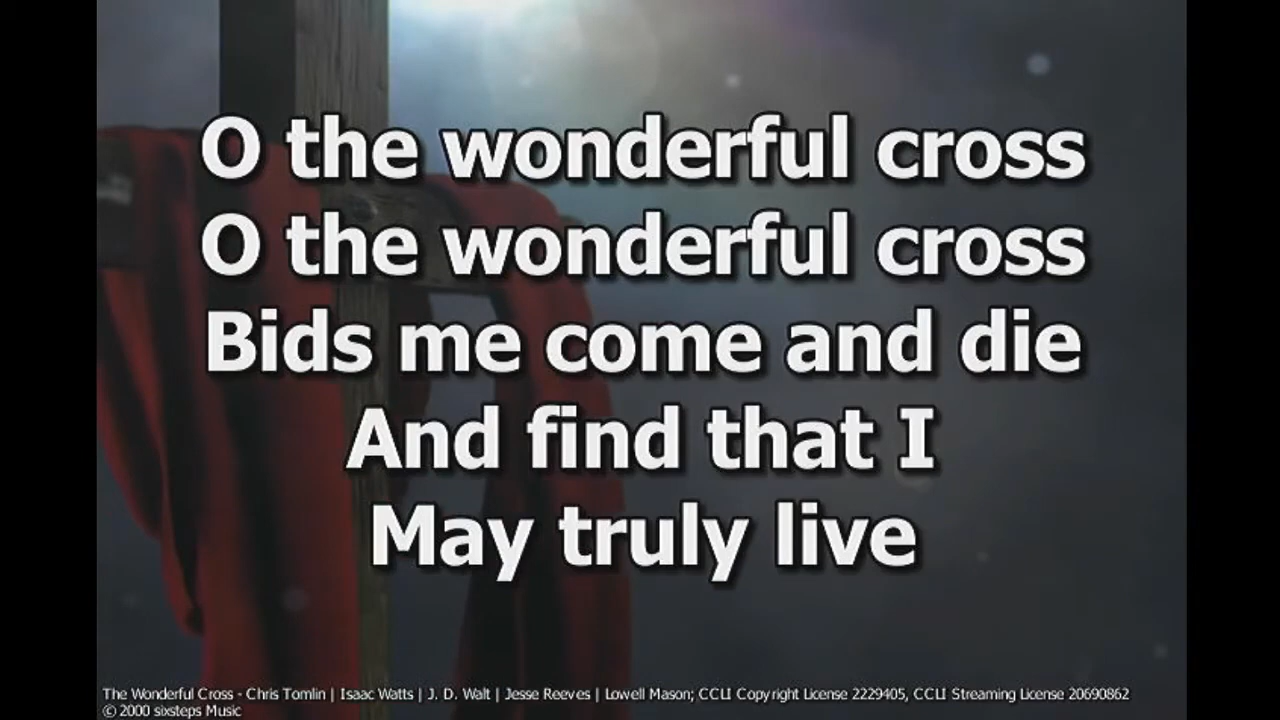 O the wonderful cross
O the wonderful cross
Bids me come and die
And find that I
May truly live
The Wonderful Cross - Chris Tomlin | Isaac Watts | J. D. Walt | Jesse Reeves | Lowell Mason; CCLI Copyright License 2229405, CCLI Streaming License 20690862
© 2000 sixsteps Music